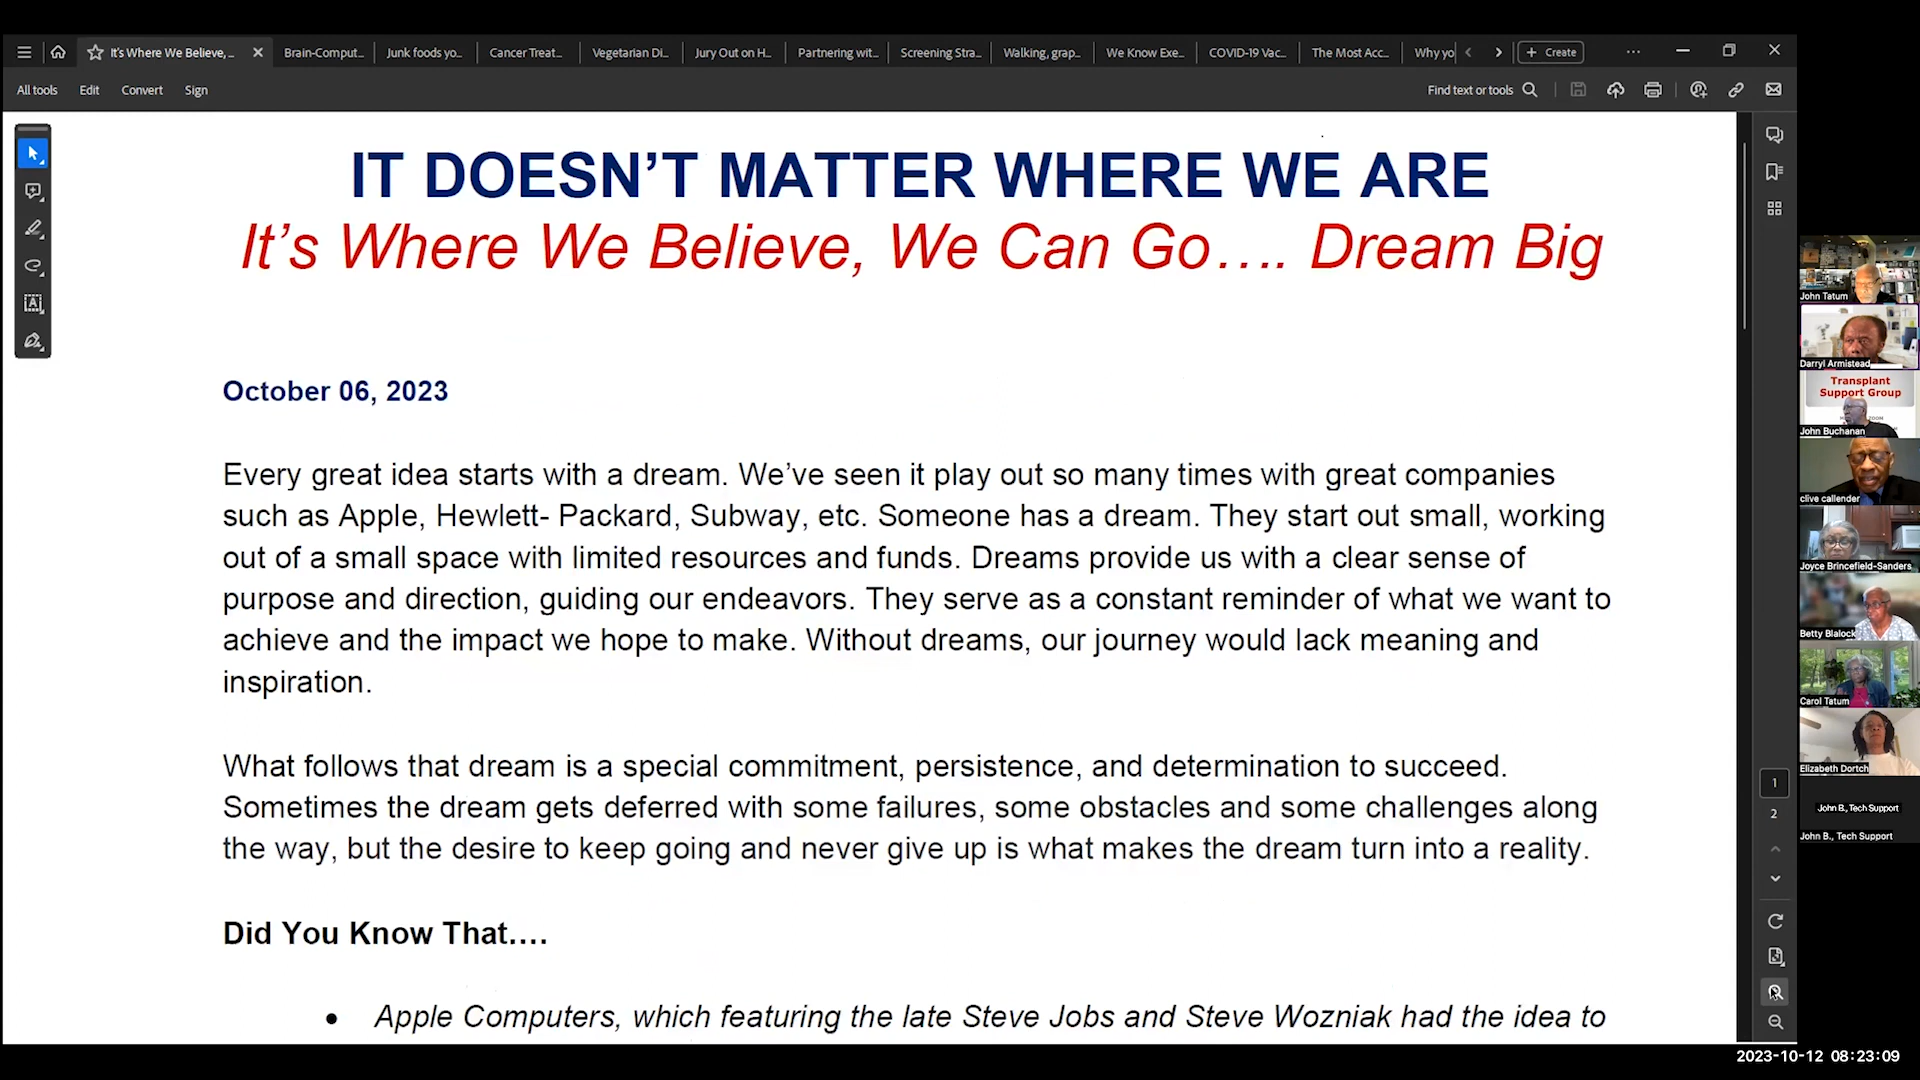 It's Where We Believe, ...
Brain-Comput...
Junk foods yo...
Cancer Treat...
Vegetarian Di...
Jury Out on H...
Partnering wit...
Screening Stra...
Walking, grap...
We Know Exe...
COVID-19 Vac...
The Most Acc...
Why yo
+ Create
All tools
Edit
Convert
Sign
Find text or tools
IT DOESN'T MATTER WHERE WE ARE
It's Where We Believe, We Can Go.... Dream Big
October 06, 2023
Every great idea starts with a dream. We've seen it play out so many times with great companies
such as Apple, Hewlett- Packard, Subway, etc. Someone has a dream. They start out small, working
out of a small space with limited resources and funds. Dreams provide us with a clear sense of
purpose and direction, guiding our endeavors. They serve as a constant reminder of what we want to
achieve and the impact we hope to make. Without dreams, our journey would lack meaning and
inspiration.
What follows that dream is a special commitment, persistence, and determination to succeed.
Sometimes the dream gets deferred with some failures, some obstacles and some challenges along
the way, but the desire to keep going and never give up is what makes the dream turn into a reality.
Did You Know That....
• Apple Computers, which featuring the late Steve Jobs and Steve Wozniak had the idea to
1
2
John Tatum
Darryl Armistead
Transplant
Support Group
ZOOM
John Buchanan
clive callender
Joyce Brincefield-Sanders
Betty Blalock
Carol Tatum
Elizabeth Dortch
John B., Tech Support
John B., Tech Support
2023-10-12 08:23:09